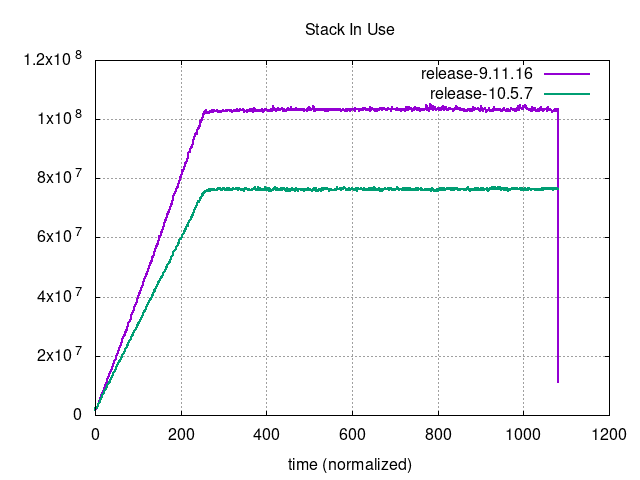 Stack In Use
1.2x10^8
1x10^8
8x10^7
6x10^7
4x10^7
2x10^7
0
release-9.11.16
release-10.5.7
0 200 400 600 800 1000 1200
time (normalized)